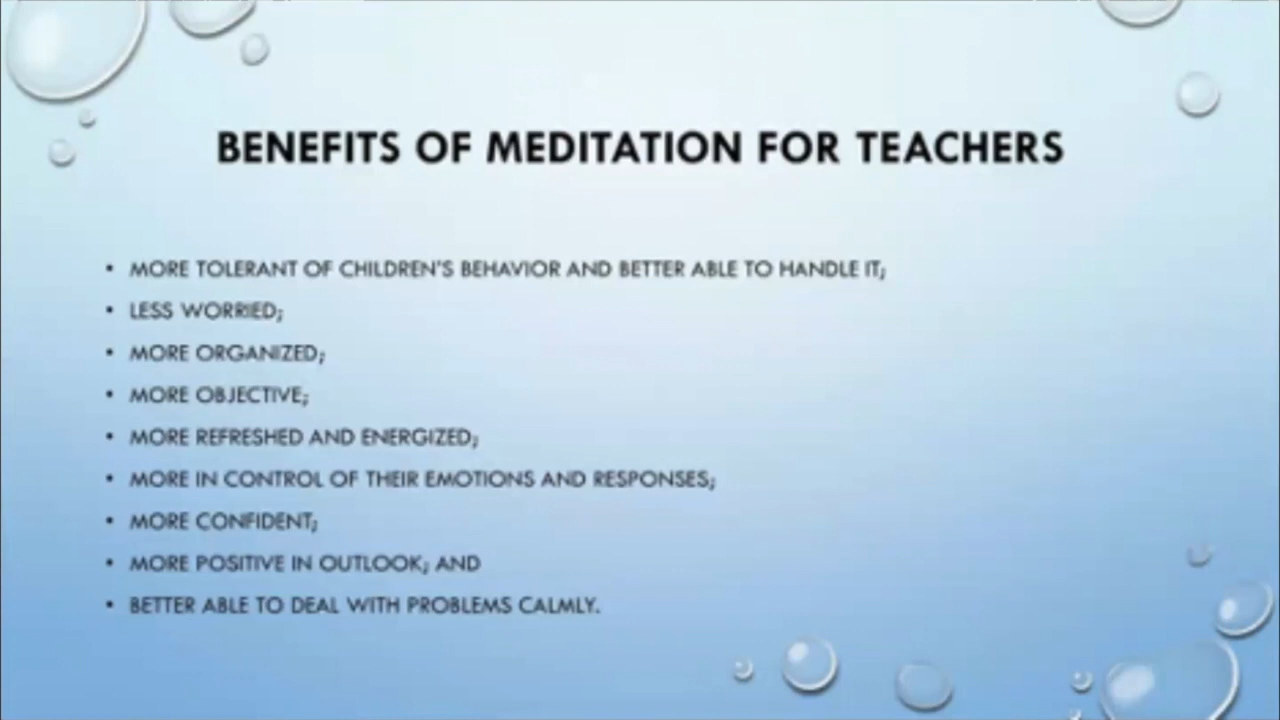 BENEFITS OF MEDITATION FOR TEACHERS
• MORE TOLERANT OF CHILDREN'S BEHAVIOR AND BETTER ABLE TO HANDLE IT;
• LESS WORRIED;
• MORE ORGANIZED;
• MORE OBJECTIVE;
• MORE REFRESHED AND ENERGIZED;
• MORE IN CONTROL OF THEIR EMOTIONS AND RESPONSES;
• MORE CONFIDENT;
• MORE POSITIVE IN OUTLOOK; AND
• BETTER ABLE TO DEAL WITH PROBLEMS CALMLY.